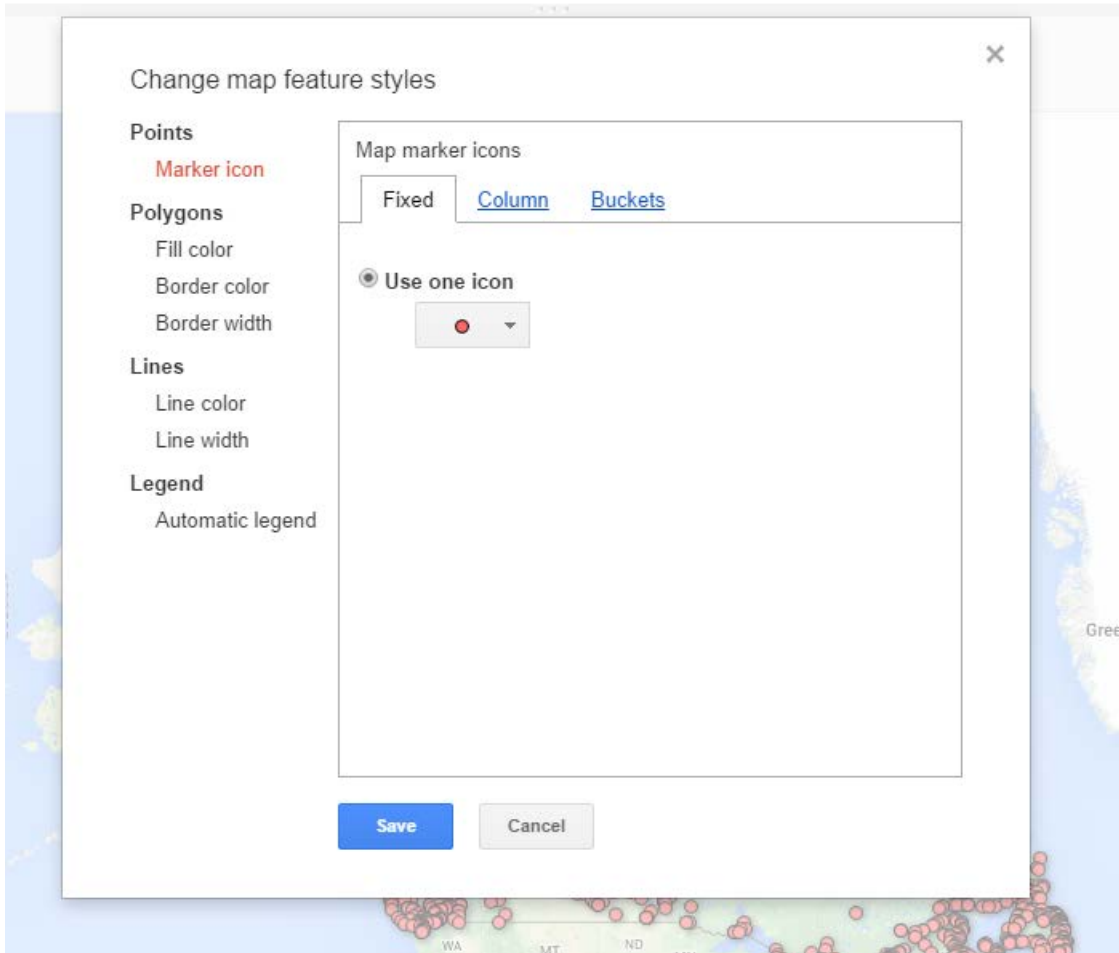 Change map feature styles
Points
Marker icon
Polygons
Fill color
Border color
Border width
Lines
Line color
Line width
Legend
Automatic legend
Map marker icons
Fixed Column Buckets
Use one icon
Save Cancel
Gree
WA
MT
ND